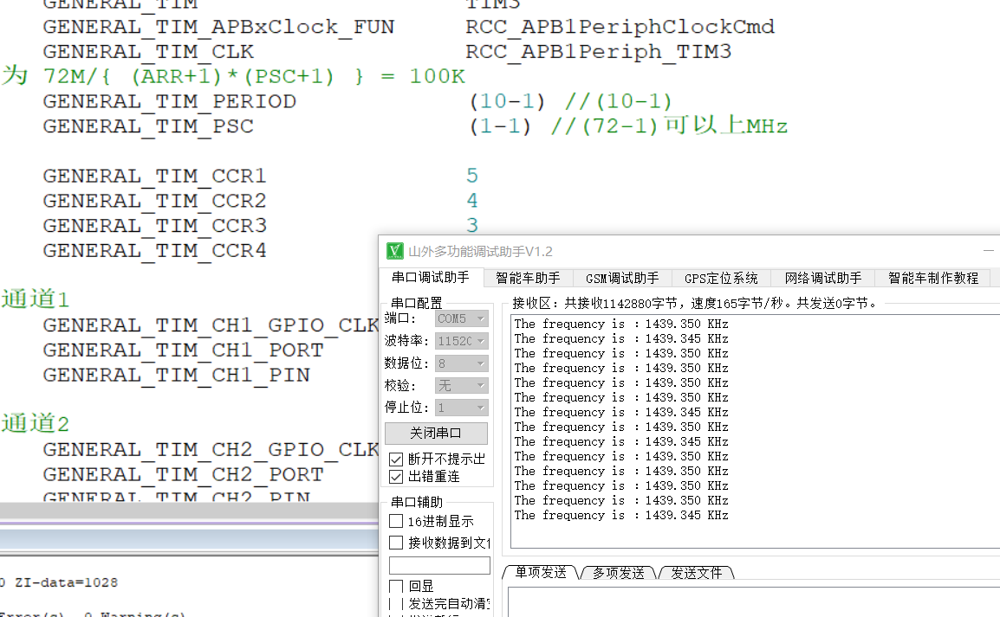 GENERAL_TIM TIM3
GENERAL_TIM_APBxClock_FUN RCC_APB1PeriphClockCmd
GENERAL_TIM_CLK RCC_APB1Periph_TIM3
为 72M/{ (ARR+1)*(PSC+1) } = 100K
GENERAL_TIM_PERIOD (10-1) //(10-1)
GENERAL_TIM_PSC (1-1) //(72-1)可以上MHz
GENERAL_TIM_CCR1 5
GENERAL_TIM_CCR2 4
GENERAL_TIM_CCR3 3
GENERAL_TIM_CCR4
通道1
GENERAL_TIM_CH1_GPIO_CLK
GENERAL_TIM_CH1_PORT
GENERAL_TIM_CH1_PIN
通道2
GENERAL_TIM_CH2_GPIO_CLK
GENERAL_TIM_CH2_PORT
GENERAL_TIM_CH2_PIN
0 ZI-data=1028
Error(s), 0 Warning(s).
山外多功能调试助手V1.2
串口调试助手 智能车助手 GSM调试助手 GPS定位系统 网络调试助手 智能车制作教程
串口配置
端口: COM5
波特率: 11520
数据位: 8
校验: 无
停止位: 1
关闭串口
断开不提示出
出错重连
串口辅助
16进制显示
接收数据到文
回显
发送完自动清
接收区：共接收1142880字节，速度165字节/秒。共发送0字节。
The frequency is : 1439.350 KHz
The frequency is : 1439.345 KHz
The frequency is : 1439.350 KHz
The frequency is : 1439.350 KHz
The frequency is : 1439.350 KHz
The frequency is : 1439.350 KHz
The frequency is : 1439.345 KHz
The frequency is : 1439.350 KHz
The frequency is : 1439.345 KHz
The frequency is : 1439.350 KHz
The frequency is : 1439.350 KHz
The frequency is : 1439.350 KHz
The frequency is : 1439.350 KHz
The frequency is : 1439.345 KHz
单项发送 多项发送 发送文件